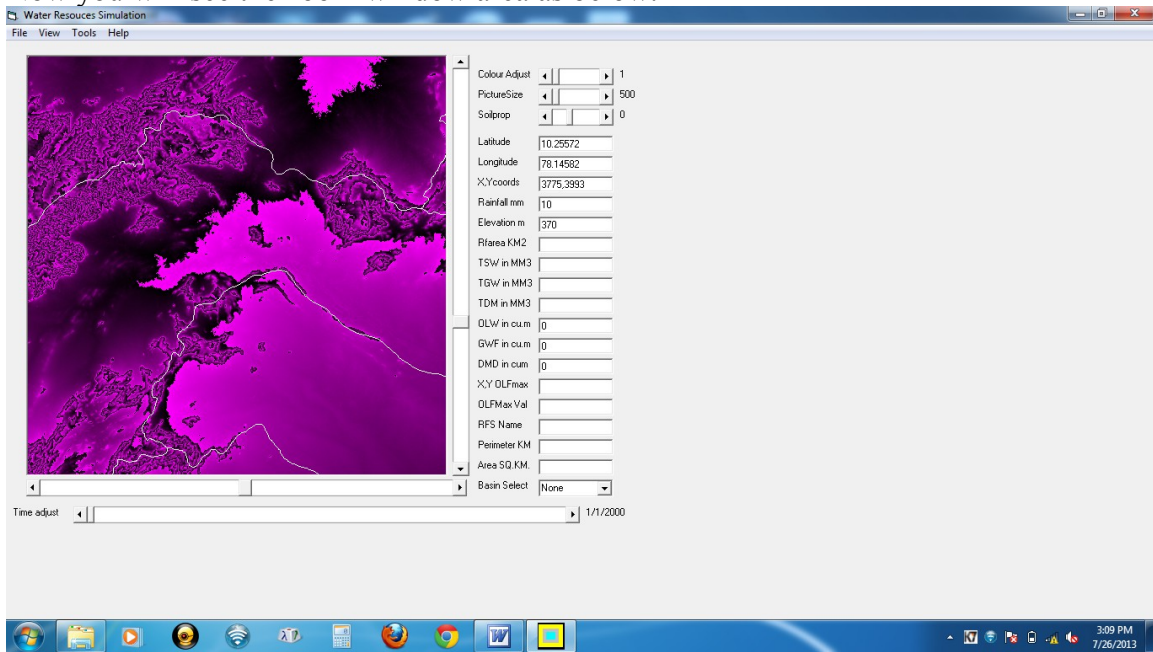 Water Resouces Simulation
File View Tools Help
Colour Adjust 1
PictureSize 500
Soilprop 0
Latitude 10.25572
Longitude 78.14582
X,Ycoords 3775,3993
Rainfall mm 10
Elevation m 370
Rfarea KM2
TSW in MM3
TGW in MM3
TDM in MM3
OLW in cu.m 0
GWF in cu.m 0
DMD in cum 0
X,Y OLFmax
OLFMax Val
RFS Name
Perimeter KM
Area SQ.KM.
Basin Select None
Time adjust 1/1/2000
3:09 PM
7/26/2013